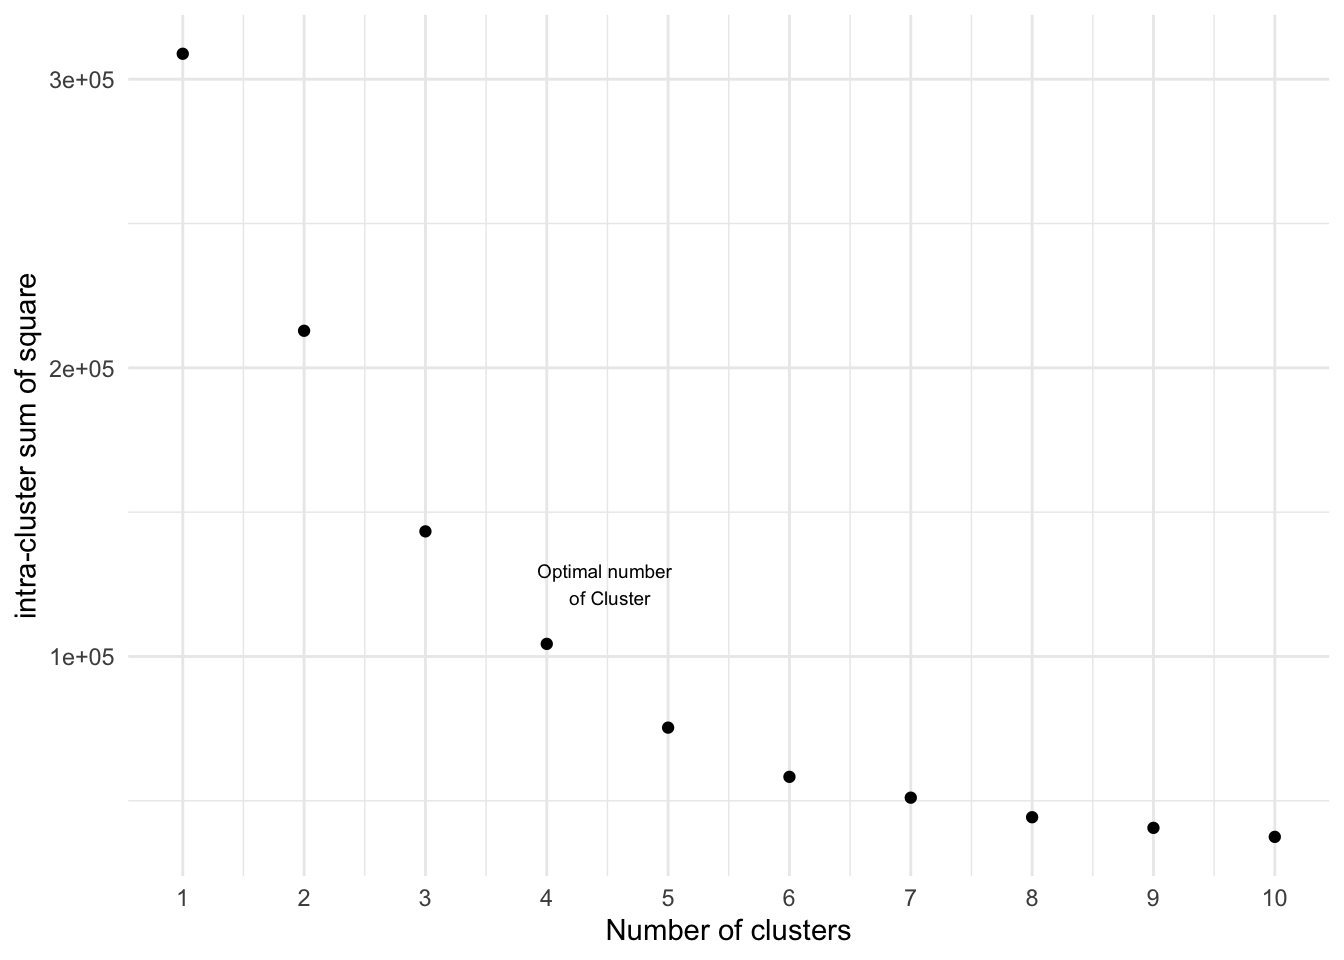 3e+05
2e+05
1e+05
intra-cluster sum of square
Optimal number
of Cluster
1 2 3 4 5 6 7 8 9 10
Number of clusters